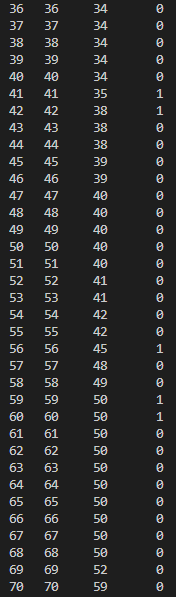 36 36 34 0
37 37 34 0
38 38 34 0
39 39 34 0
40 40 34 0
41 41 35 1
42 42 38 1
43 43 38 0
44 44 38 0
45 45 39 0
46 46 39 0
47 47 40 0
48 48 40 0
49 49 40 0
50 50 40 0
51 51 40 0
52 52 41 0
53 53 41 0
54 54 42 0
55 55 42 0
56 56 45 1
57 57 48 0
58 58 49 0
59 59 50 1
60 60 50 1
61 61 50 0
62 62 50 0
63 63 50 0
64 64 50 0
65 65 50 0
66 66 50 0
67 67 50 0
68 68 50 0
69 69 52 0
70 70 59 0